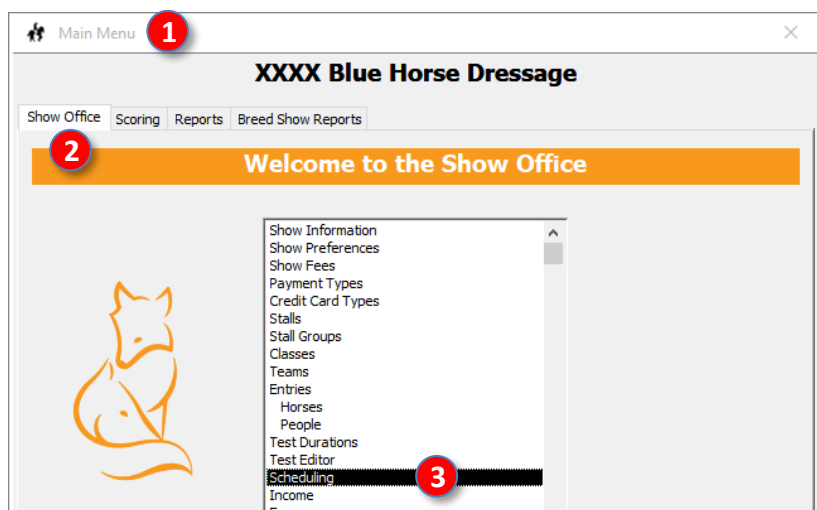 Main Menu 1
XXXX Blue Horse Dressage
Show Office Scoring Reports Breed Show Reports
2
Welcome to the Show Office
Show Information
Show Preferences
Show Fees
Payment Types
Credit Card Types
Stalls
Stall Groups
Classes
Teams
Entries
Horses
People
Test Durations
Test Editor
Scheduling 3
Income